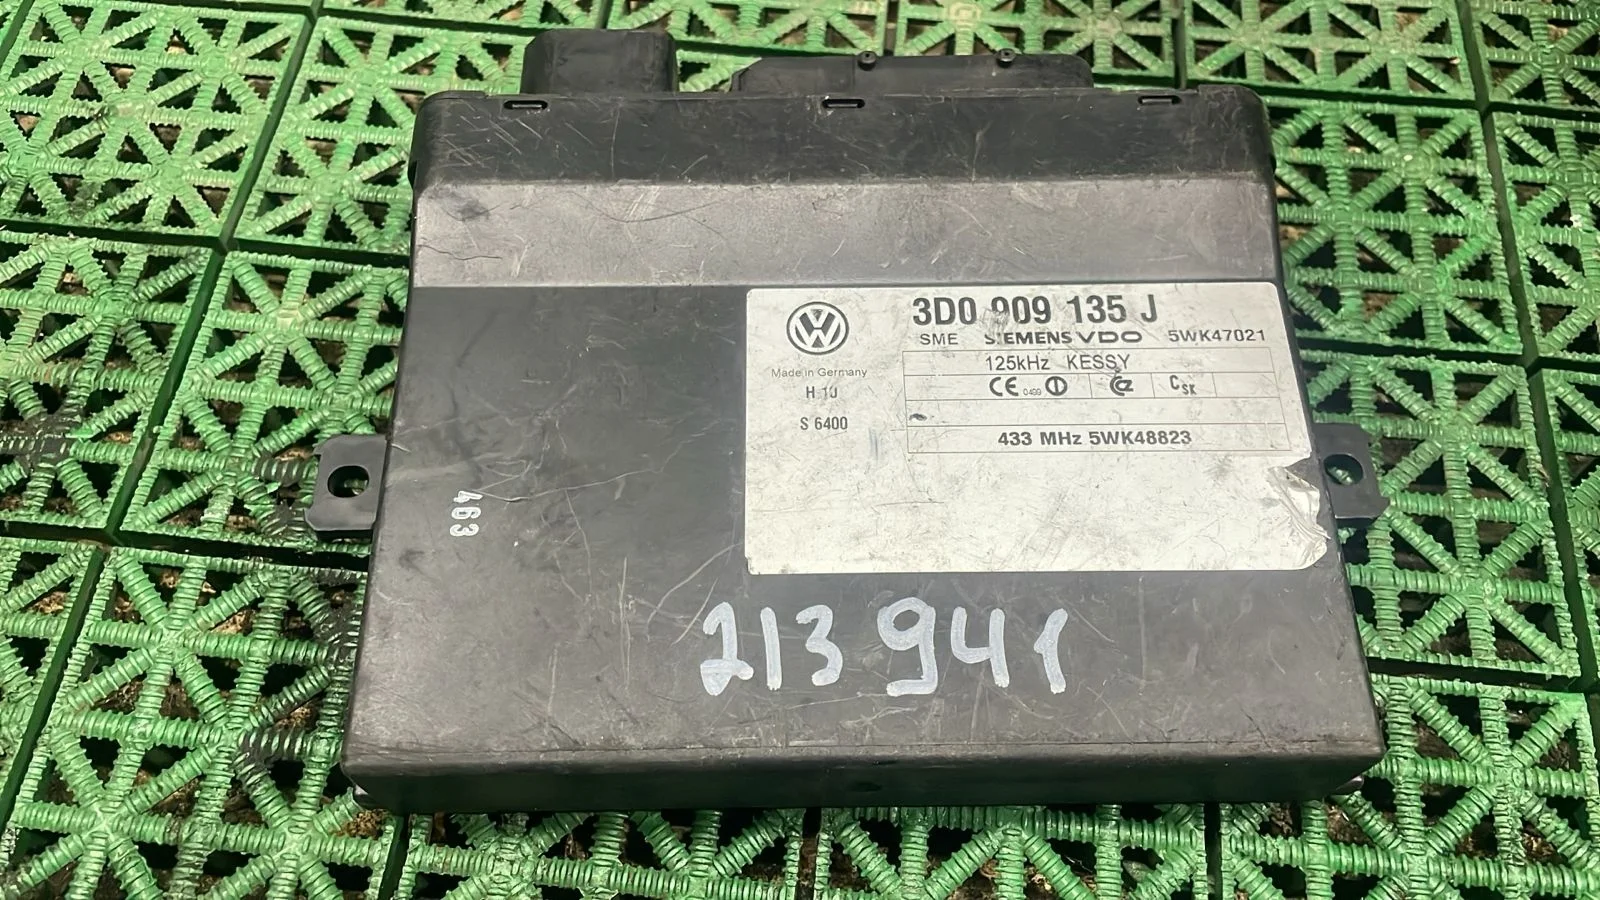 3D0 909 135 J
SME SIEMENS VDO 5WK47021
Made in Germany
125kHz KESSY
H 10
CE 0499
C SK
S 6400
433 MHz 5WK48823
463
213941